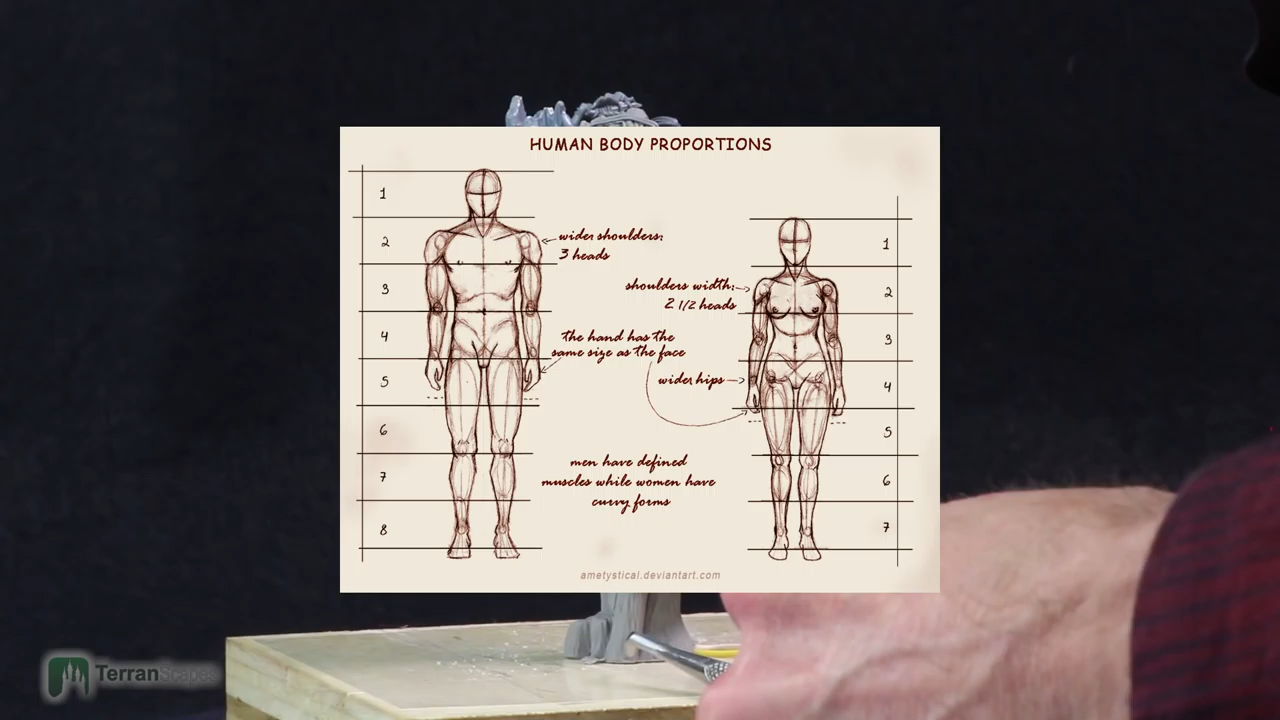 HUMAN BODY PROPORTIONS
1
2
3
4
5
6
7
8
wider shoulders:
3 heads
shoulders width:
2 1/2 heads
the hand has the
same size as the face
wider hips
men have defined
muscles while women have
curvy forms
1
2
3
4
5
6
7
ametystical.deviantart.com
TerranScapes